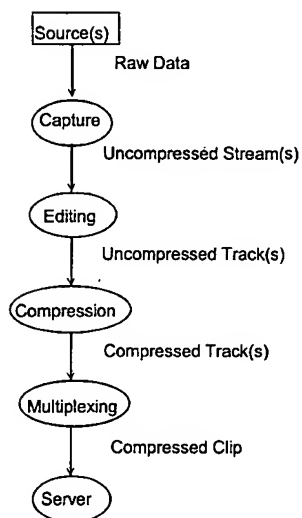 Source(s)
Raw Data
Capture
Uncompressed Stream(s)
Editing
Uncompressed Track(s)
Compression
Compressed Track(s)
Multiplexing
Compressed Clip
Server